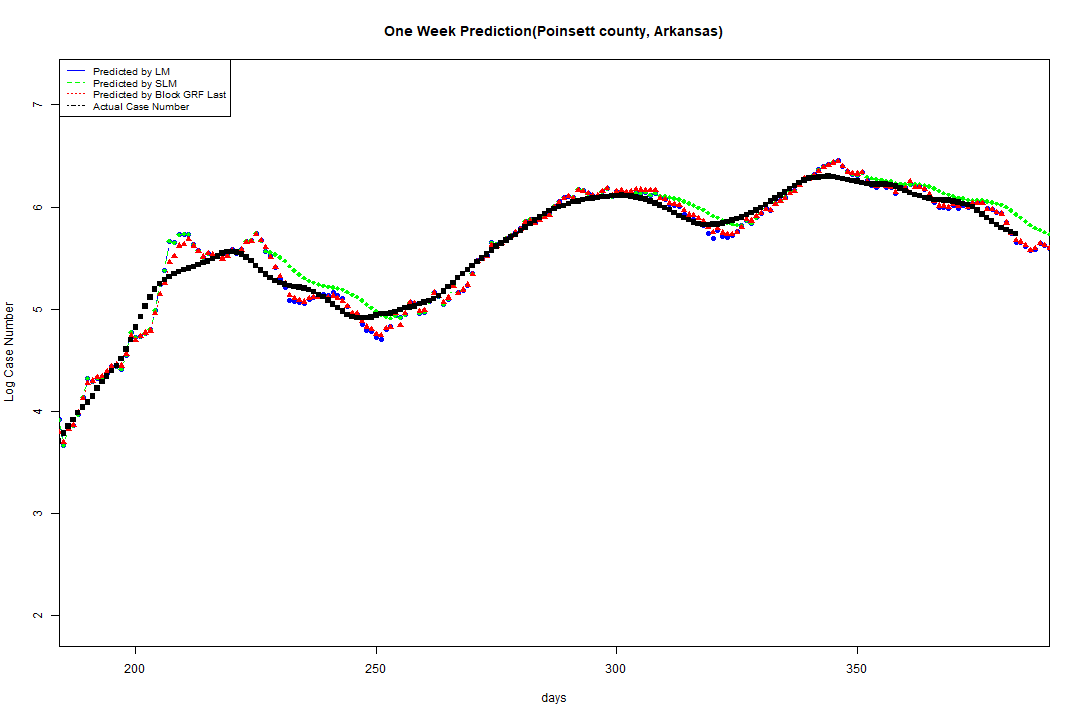 One Week Prediction(Poinsett county, Arkansas)
Predicted by LM
Predicted by SLM
Predicted by Block GRF Last
Actual Case Number
7
6
5
4
3
2
Log Case Number
200
250
300
350
days